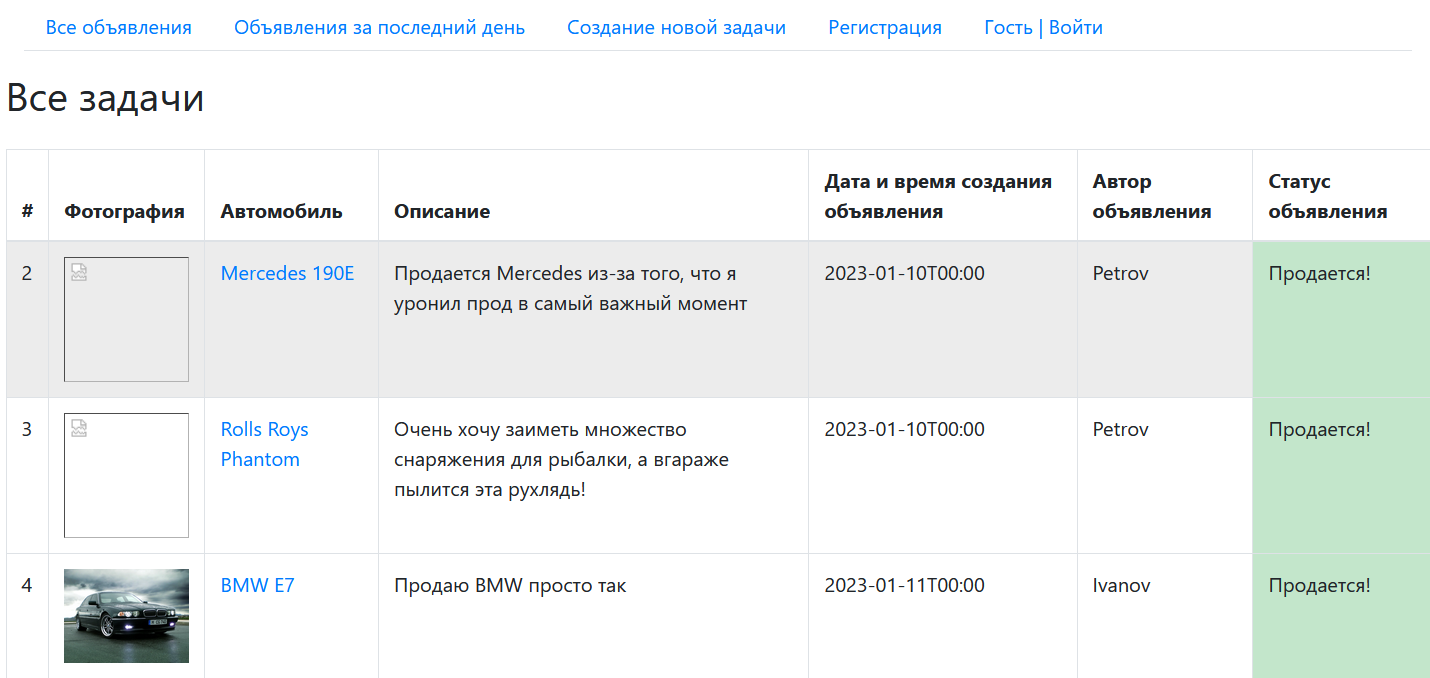 Все объявления Объявления за последний день Создание новой задачи Регистрация Гость | Войти
Все задачи
# Фотография Автомобиль Описание Дата и время создания объявления Автор объявления Статус объявления
2 Mercedes 190E Продается Mercedes из-за того, что я 2023-01-10T00:00 Petrov Продается!
уронил прод в самый важный момент
3 Rolls Roys Очень хочу заиметь множество 2023-01-10T00:00 Petrov Продается!
Phantom снаряжения для рыбалки, а вгараже
пылится эта рухлядь!
4 BMW E7 Продаю BMW просто так 2023-01-11T00:00 Ivanov Продается!